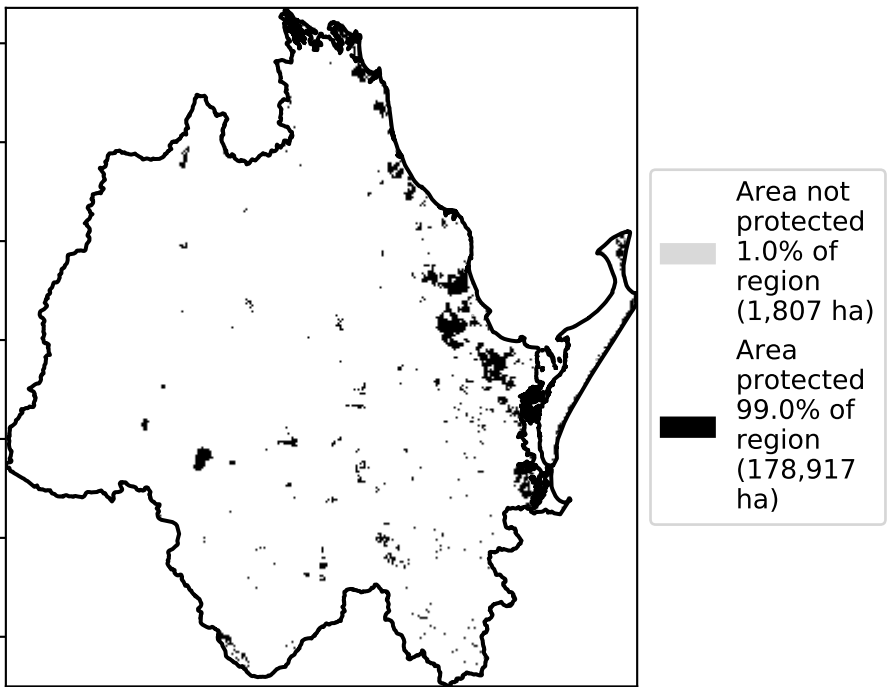 Area not
protected
1.0% of
region
(1,807 ha)
Area
protected
99.0% of
region
(178,917
ha)